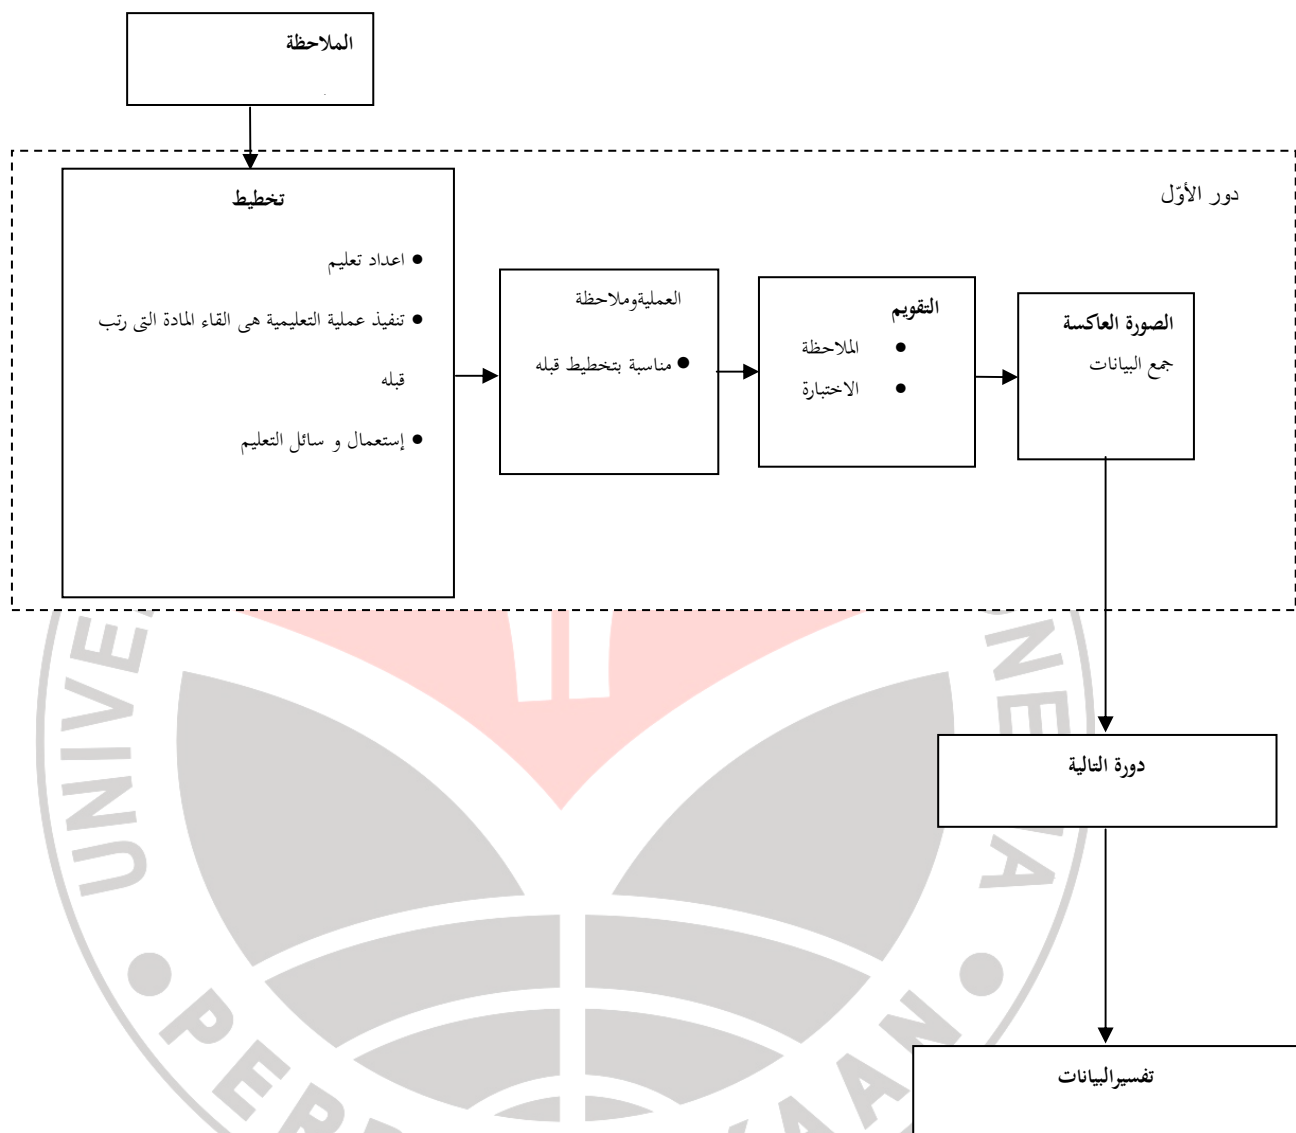 الملاحظة
دور الأوّل
تخطيط
● اعداد تعليم
● تنفيذ عملية التعليمية هى القاء المادة التى رتب
قبله
● إستعمال و سائل التعليم
العمليةوملاحظة
● مناسبة بتخطيط قبله
التقويم
● الملاحظة
● الاختبارة
الصورة العاكسة
جمع البيانات
دورة التالية
تفسيرالبيانات